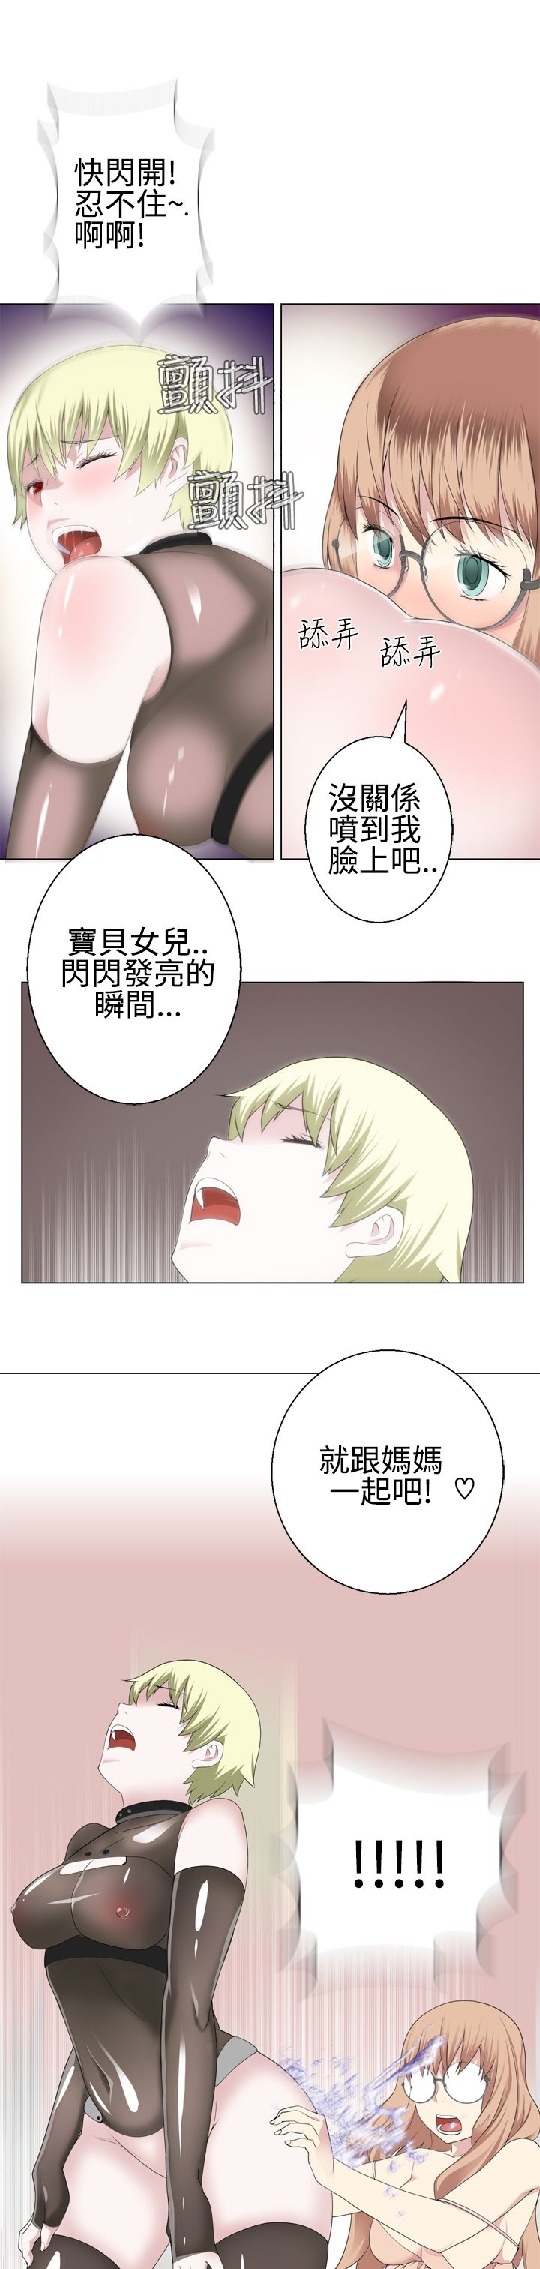 快閃開!
忍不住~.
啊啊!
顫抖
顫抖
舔弄
舔弄
沒關係
噴到我
臉上吧..
寶貝女兒..
閃閃發亮的
瞬間...
就跟媽媽
一起吧! ♡
!!!!!